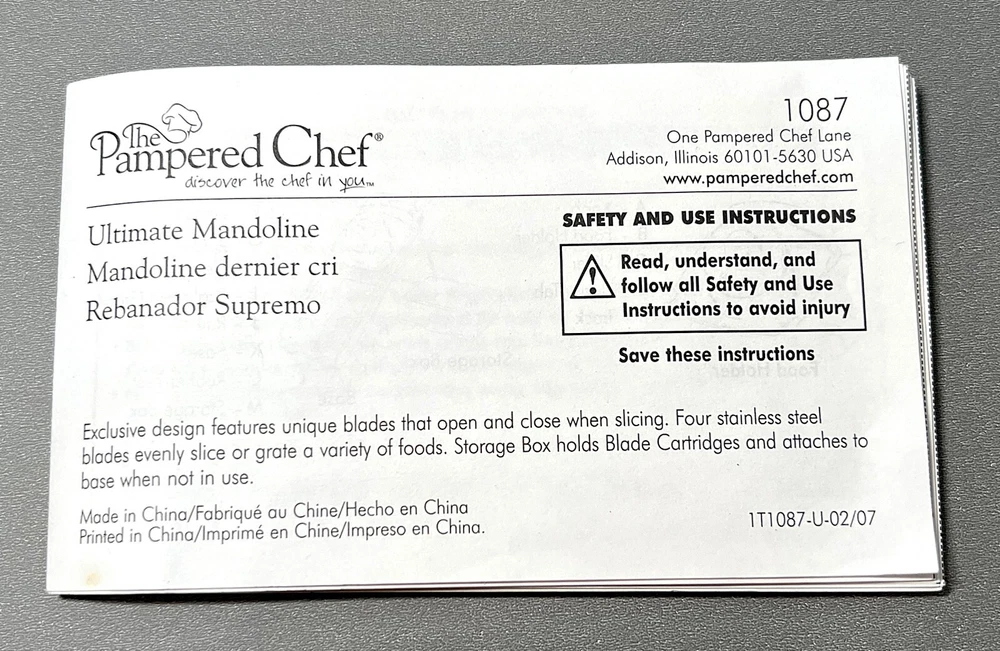 The
Pampered Chef®
discover the chef in you™
1087
One Pampered Chef Lane
Addison, Illinois 60101-5630 USA
www.pamperedchef.com
Ultimate Mandoline
Mandoline dernier cri
Rebanador Supremo
SAFETY AND USE INSTRUCTIONS
Read, understand, and
follow all Safety and Use
Instructions to avoid injury
Save these instructions
Exclusive design features unique blades that open and close when slicing. Four stainless steel
blades evenly slice or grate a variety of foods. Storage Box holds Blade Cartridges and attaches to
base when not in use.
Made in China/Fabriqué au Chine/Hecho en China
Printed in China/Imprimé en Chine/Impreso en China.
1T1087-U-02/07